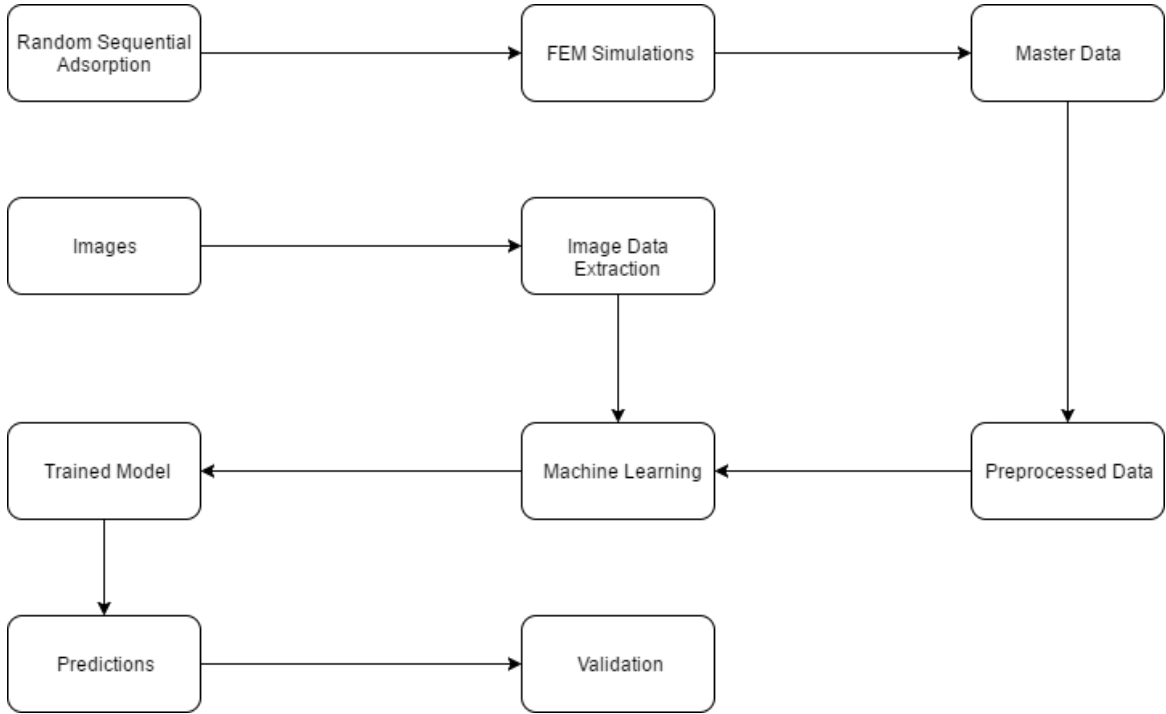 Random Sequential
Adsorption
FEM Simulations
Master Data
Images
Image Data
Extraction
Trained Model
Machine Learning
Preprocessed Data
Predictions
Validation